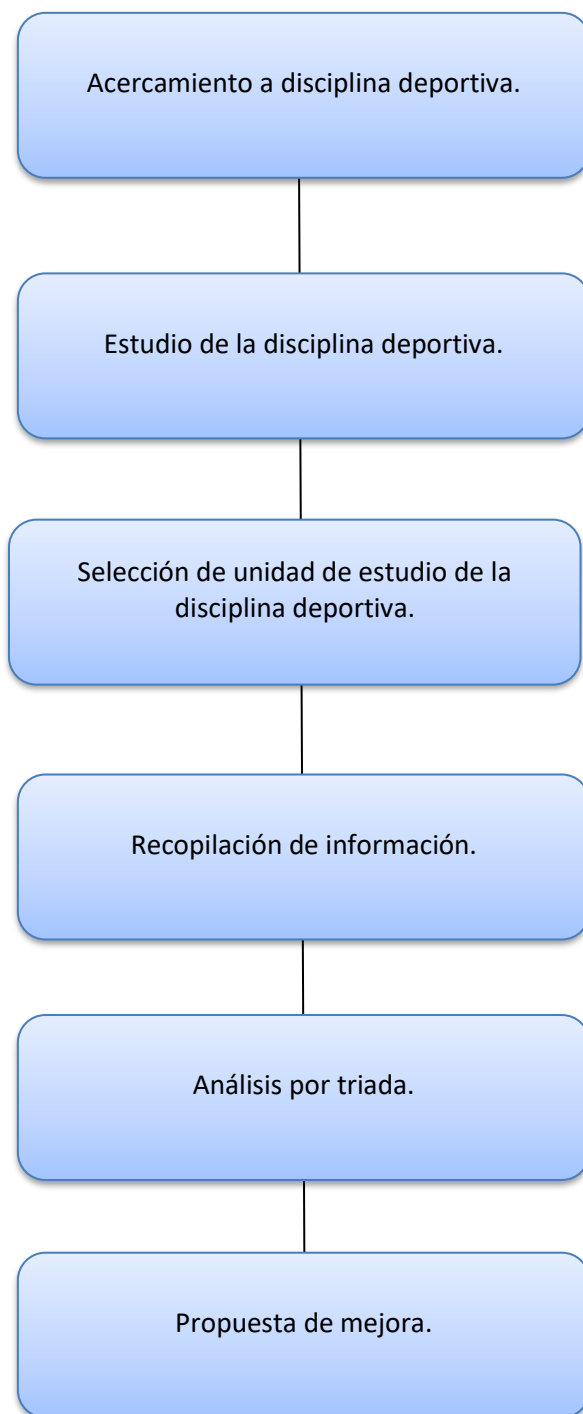 Acercamiento a disciplina deportiva.
Estudio de la disciplina deportiva.
Selección de unidad de estudio de la
disciplina deportiva.
Recopilación de información.
Análisis por triada.
Propuesta de mejora.